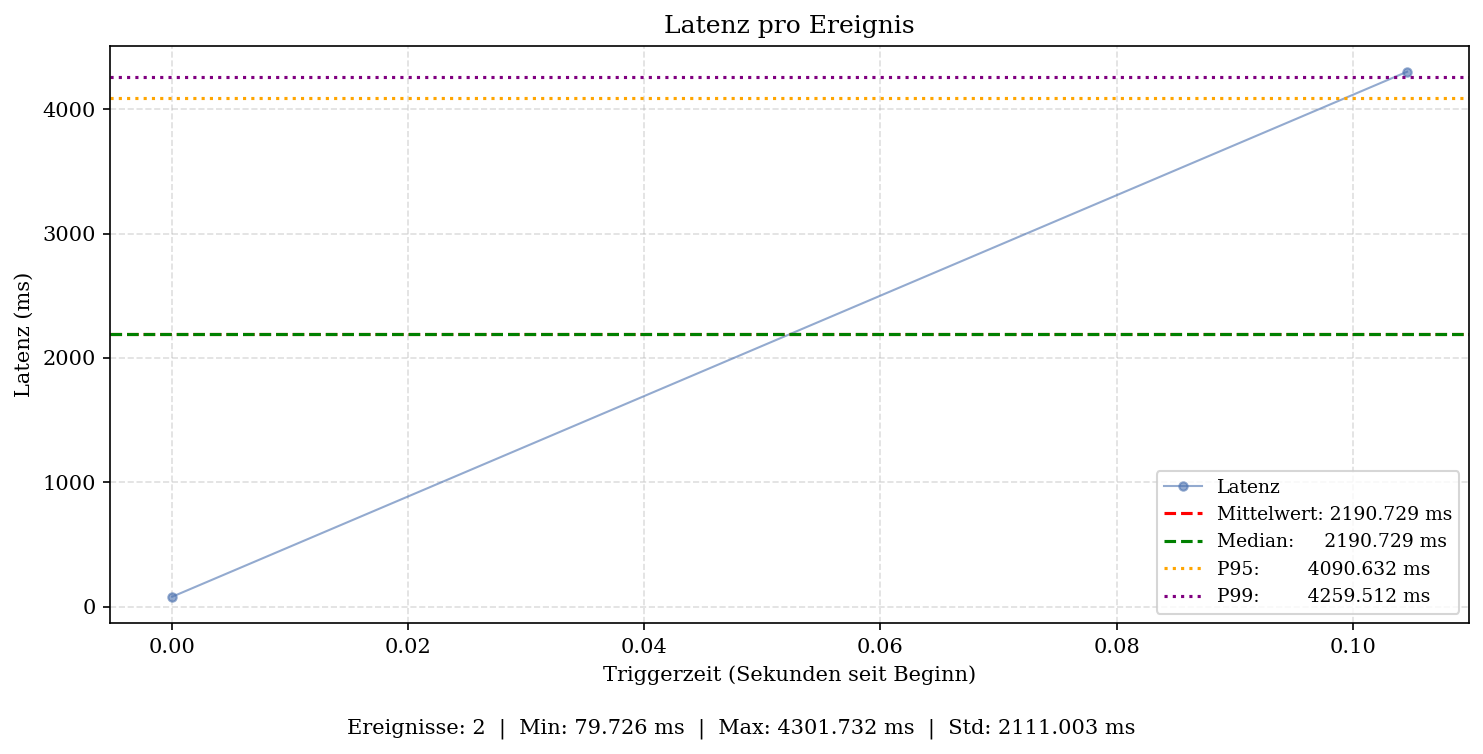 Latenz pro Ereignis
Latenz (ms)
4000
3000
2000
1000
0
Latenz
Mittelwert: 2190.729 ms
Median: 2190.729 ms
P95: 4090.632 ms
P99: 4259.512 ms
0.00 0.02 0.04 0.06 0.08 0.10
Triggerzeit (Sekunden seit Beginn)
Ereignisse: 2 | Min: 79.726 ms | Max: 4301.732 ms | Std: 2111.003 ms